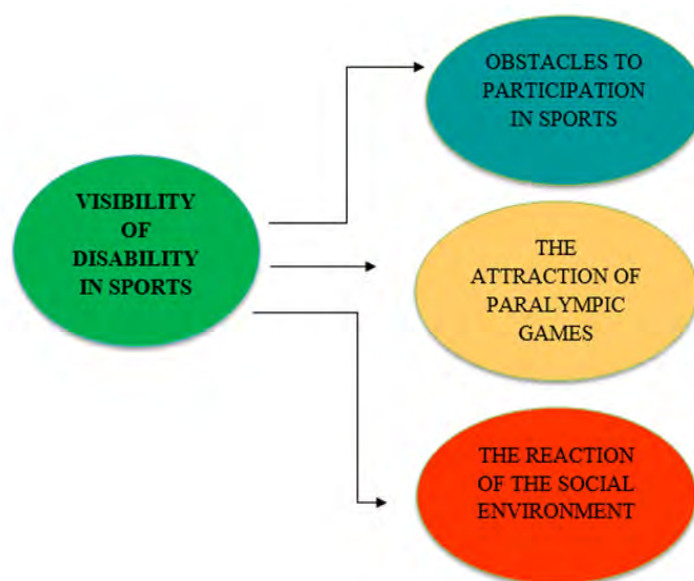 VISIBILITY
OF
DISABILITY
IN SPORTS
OBSTACLES TO
PARTICIPATION
IN SPORTS
THE
ATTRACTION OF
PARALYMPIC
GAMES
THE REACTION
OF THE SOCIAL
ENVIRONMENT